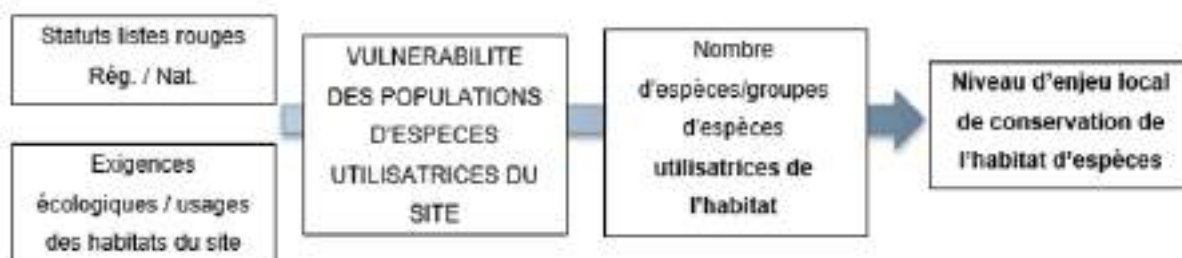 Statuts listes rouges
Rég. / Nat.
Exigences
écologiques / usages
des habitats du site
VULNERABILITE
DES POPULATIONS
D'ESPECES
UTILISATRICES DU
SITE
Nombre
d'espèces/groupes
d'espèces
utilisatrices de
l'habitat
Niveau d'enjeu local
de conservation de
l'habitat d'espèces